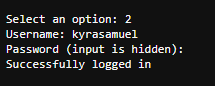 Select an option: 2
Username: kyrasamuel
Password (input is hidden):
Successfully logged in